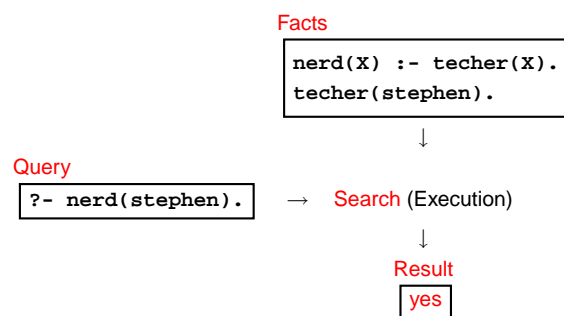 Facts
nerd(X) :- techer(X).
techer(stephen).
↓
Query
?- nerd(stephen). → Search (Execution)
↓
Result
yes